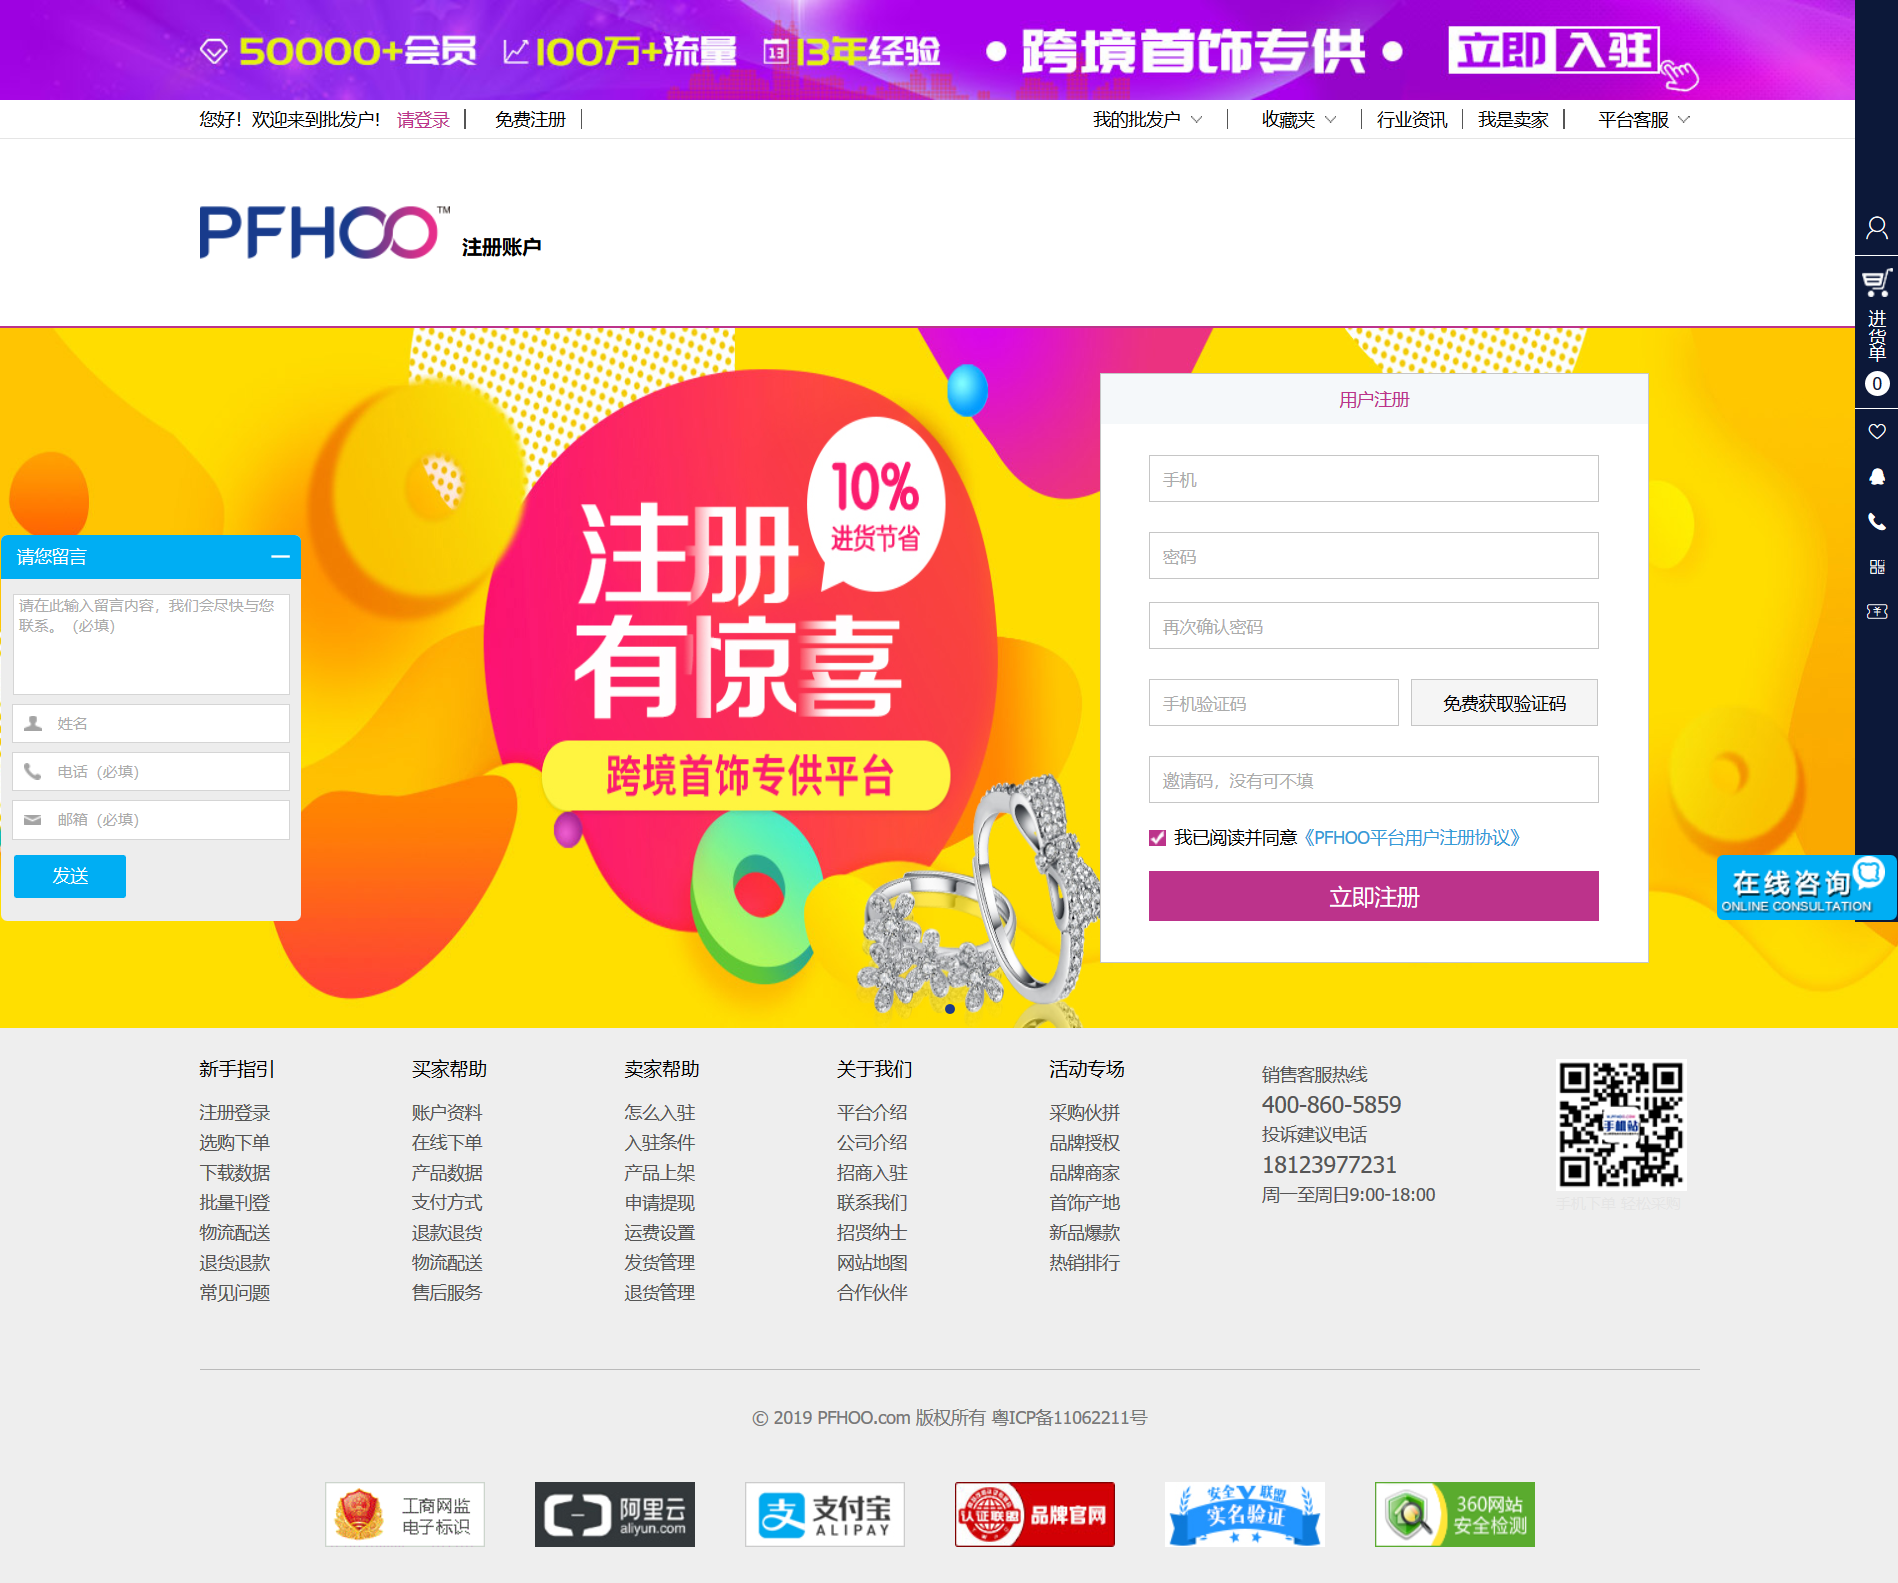 50000+会员 100万+流量 13年经验 • 跨境首饰专供 • 立即入驻
13
您好！欢迎来到批发户! 请登录 免费注册 我的批发户 收藏夹 行业资讯 我是卖家 平台客服
PFHOO™ 注册账户
进货单
0
用户注册
手机
密码
再次确认密码
手机验证码 免费获取验证码
邀请码，没有可不填
我已阅读并同意《PFHOO平台用户注册协议》
立即注册
10%
进货节省
注册
有惊喜
跨境首饰专供平台
请您留言
请在此输入留言内容，我们会尽快与您
联系。（必填）
姓名
电话（必填）
邮箱（必填）
发送
在线咨询
ONLINE CONSULTATION
新手指引
注册登录
选购下单
下载数据
批量刊登
物流配送
退货退款
常见问题
买家帮助
账户资料
在线下单
产品数据
支付方式
退款退货
物流配送
售后服务
卖家帮助
怎么入驻
入驻条件
产品上架
申请提现
运费设置
发货管理
退货管理
关于我们
平台介绍
公司介绍
招商入驻
联系我们
招贤纳士
网站地图
合作伙伴
活动专场
采购伙拼
品牌授权
品牌商家
首饰产地
新品爆款
热销排行
销售客服热线
400-860-5859
投诉建议电话
18123977231
周一至周日9:00-18:00
手机站
手机下单 轻松采购
© 2019 PFHOO.com 版权所有 粤ICP备11062211号
工商网监
电子标识
阿里云
aliyun.com
支付宝
ALIPAY
认证联盟 品牌官网
安全联盟
实名验证
360网站
安全检测